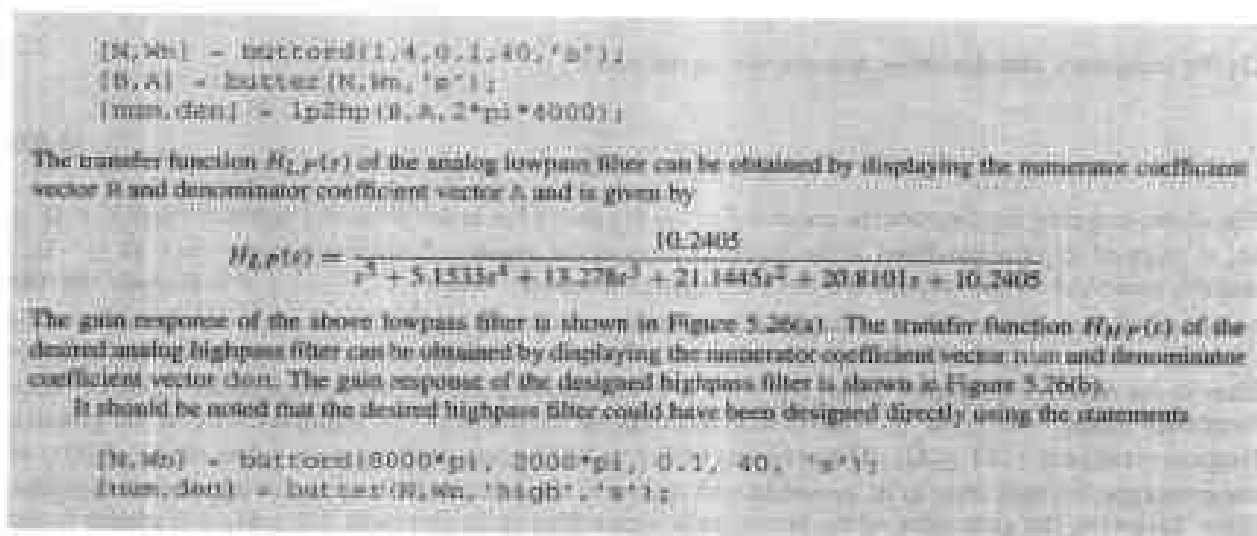 [N,Wn] = buttord(1,4,0.1,40,'s');
[B,A] = butter(N,Wn,'s');
[num,den] = lp2hp(B,A,2*pi*4000);
The transfer function H_LP(s) of the analog lowpass filter can be obtained by displaying the numerator coefficient
vector B and denominator coefficient vector A and is given by
H_LP(s) = 10.2405 / s^5 + 5.1533s^4 + 13.278s^3 + 21.1445s^2 + 20.8101s + 10.2405
The gain response of the above lowpass filter is shown in Figure 5.26(a). The transfer function H_HP(s) of the
desired analog highpass filter can be obtained by displaying the numerator coefficient vector num and denominator
coefficient vector den. The gain response of the designed highpass filter is shown in Figure 5.26(b).
It should be noted that the desired highpass filter could have been designed directly using the statements
[N,Wn] = buttord(8000*pi, 2000*pi, 0.1, 40, 's');
[num,den] = butter(N,Wn,'high','s');